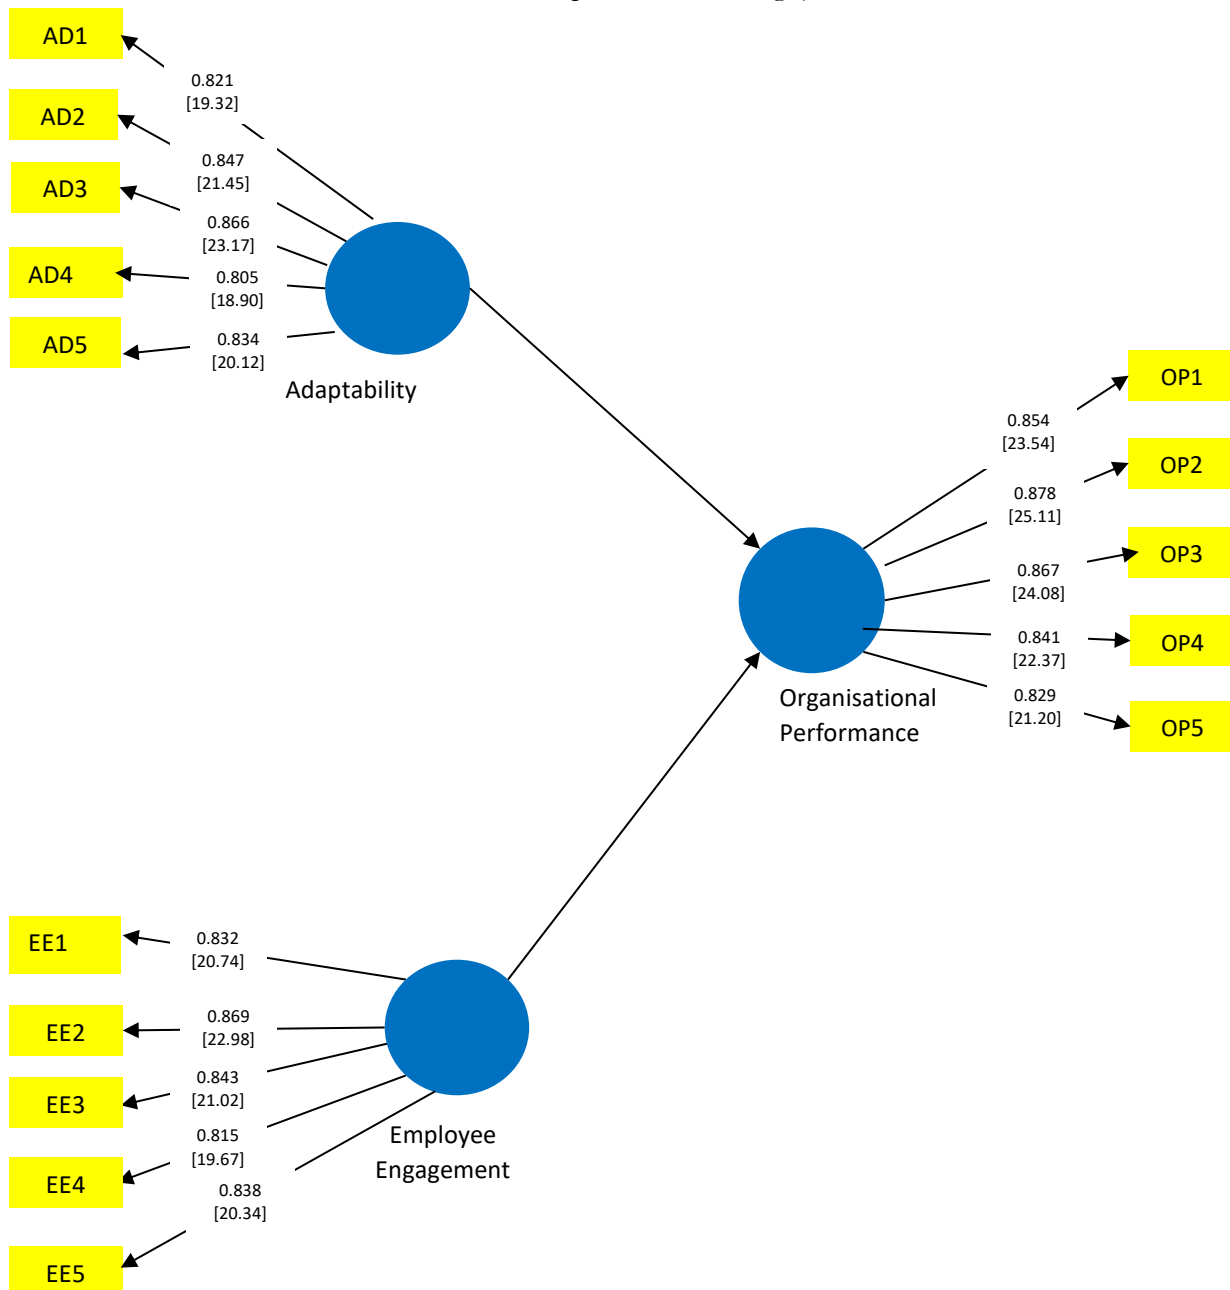 AD1
0.821
[19.32]
AD2
0.847
[21.45]
AD3
0.866
[23.17]
AD4
0.805
[18.90]
AD5
0.834
[20.12]
Adaptability
OP1
0.854
[23.54]
OP2
0.878
[25.11]
OP3
0.867
[24.08]
OP4
0.841
[22.37]
OP5
0.829
[21.20]
Organisational
Performance
EE1
0.832
[20.74]
EE2
0.869
[22.98]
EE3
0.843
[21.02]
EE4
0.815
[19.67]
EE5
0.838
[20.34]
Employee
Engagement